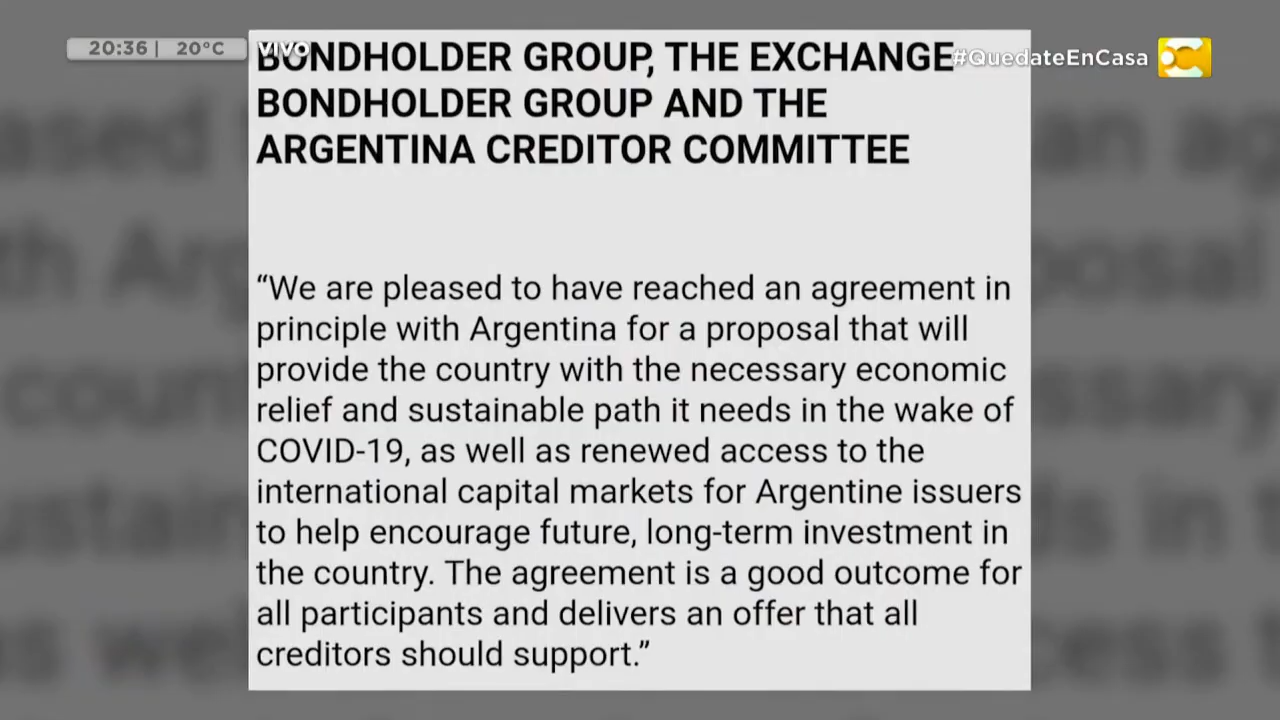 20:36 | 20°C
VIVO
#QuedateEnCasa
BONDHOLDER GROUP, THE EXCHANGE
BONDHOLDER GROUP AND THE
ARGENTINA CREDITOR COMMITTEE
“We are pleased to have reached an agreement in
principle with Argentina for a proposal that will
provide the country with the necessary economic
relief and sustainable path it needs in the wake of
COVID-19, as well as renewed access to the
international capital markets for Argentine issuers
to help encourage future, long-term investment in
the country. The agreement is a good outcome for
all participants and delivers an offer that all
creditors should support.”